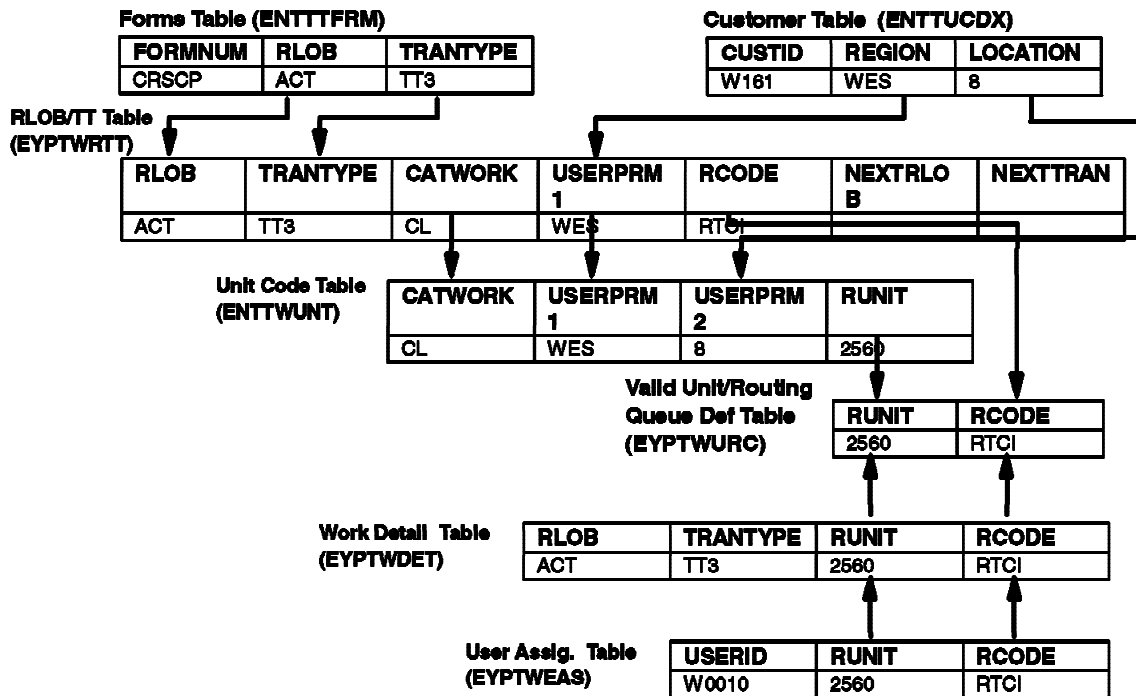 Forms Table (ENTTTFRM)
Customer Table (ENTTUCDX)
FORMNUM RLOB TRANTYPE
CRSCP ACT TT3
CUSTID REGION LOCATION
W161 WES 8
RLOB/TT Table
(EYPTWRTT)
RLOB TRANTYPE CATWORK USERPRM 1 RCODE NEXTRLO B NEXTTRAN
ACT TT3 CL WES RTCI
Unit Code Table
(ENTTWUNT)
CATWORK USERPRM 1 USERPRM 2 RUNIT
CL WES 8 2560
Valid Unit/Routing
Queue Def Table
(EYPTWURC)
RUNIT RCODE
2560 RTCI
Work Detail Table
(EYPTWDET)
RLOB TRANTYPE RUNIT RCODE
ACT TT3 2560 RTCI
User Assig. Table
(EYPTWEAS)
USERID RUNIT RCODE
W0010 2560 RTCI